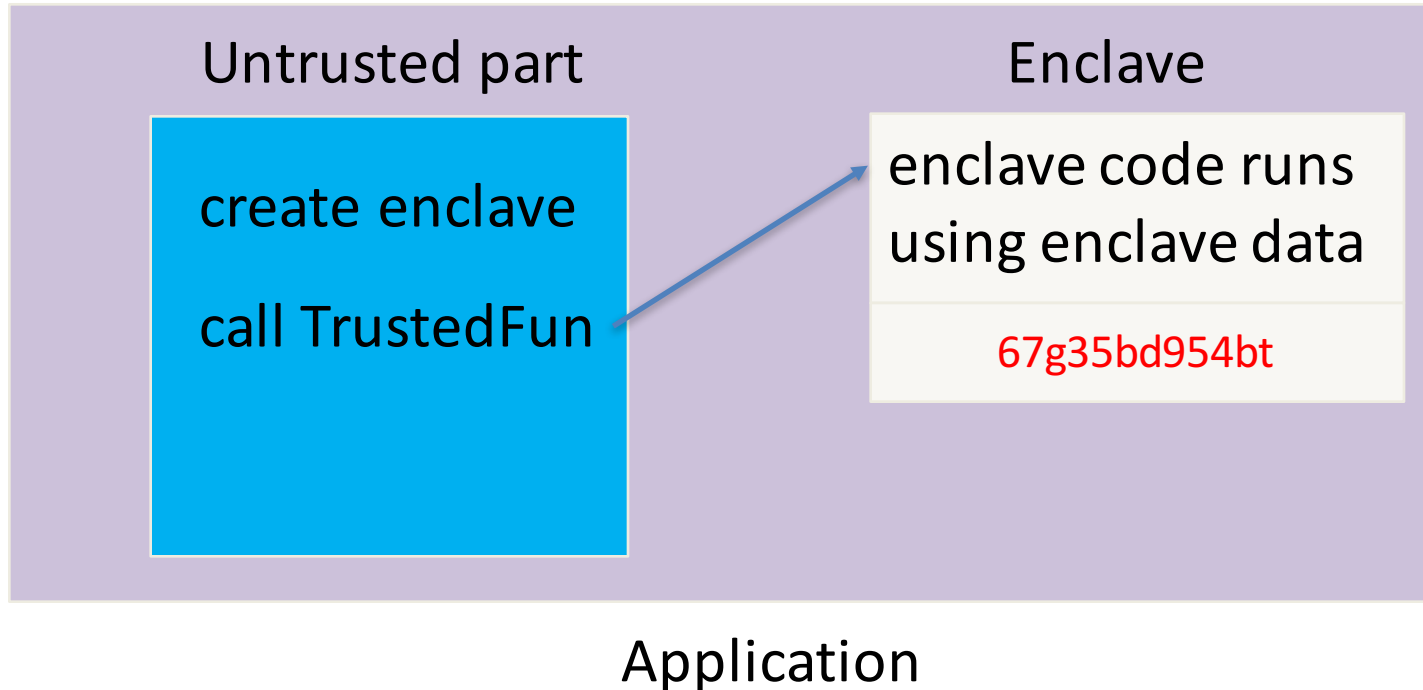 Untrusted part
Enclave
create enclave
call TrustedFun
enclave code runs
using enclave data
67g35bd954bt
Application